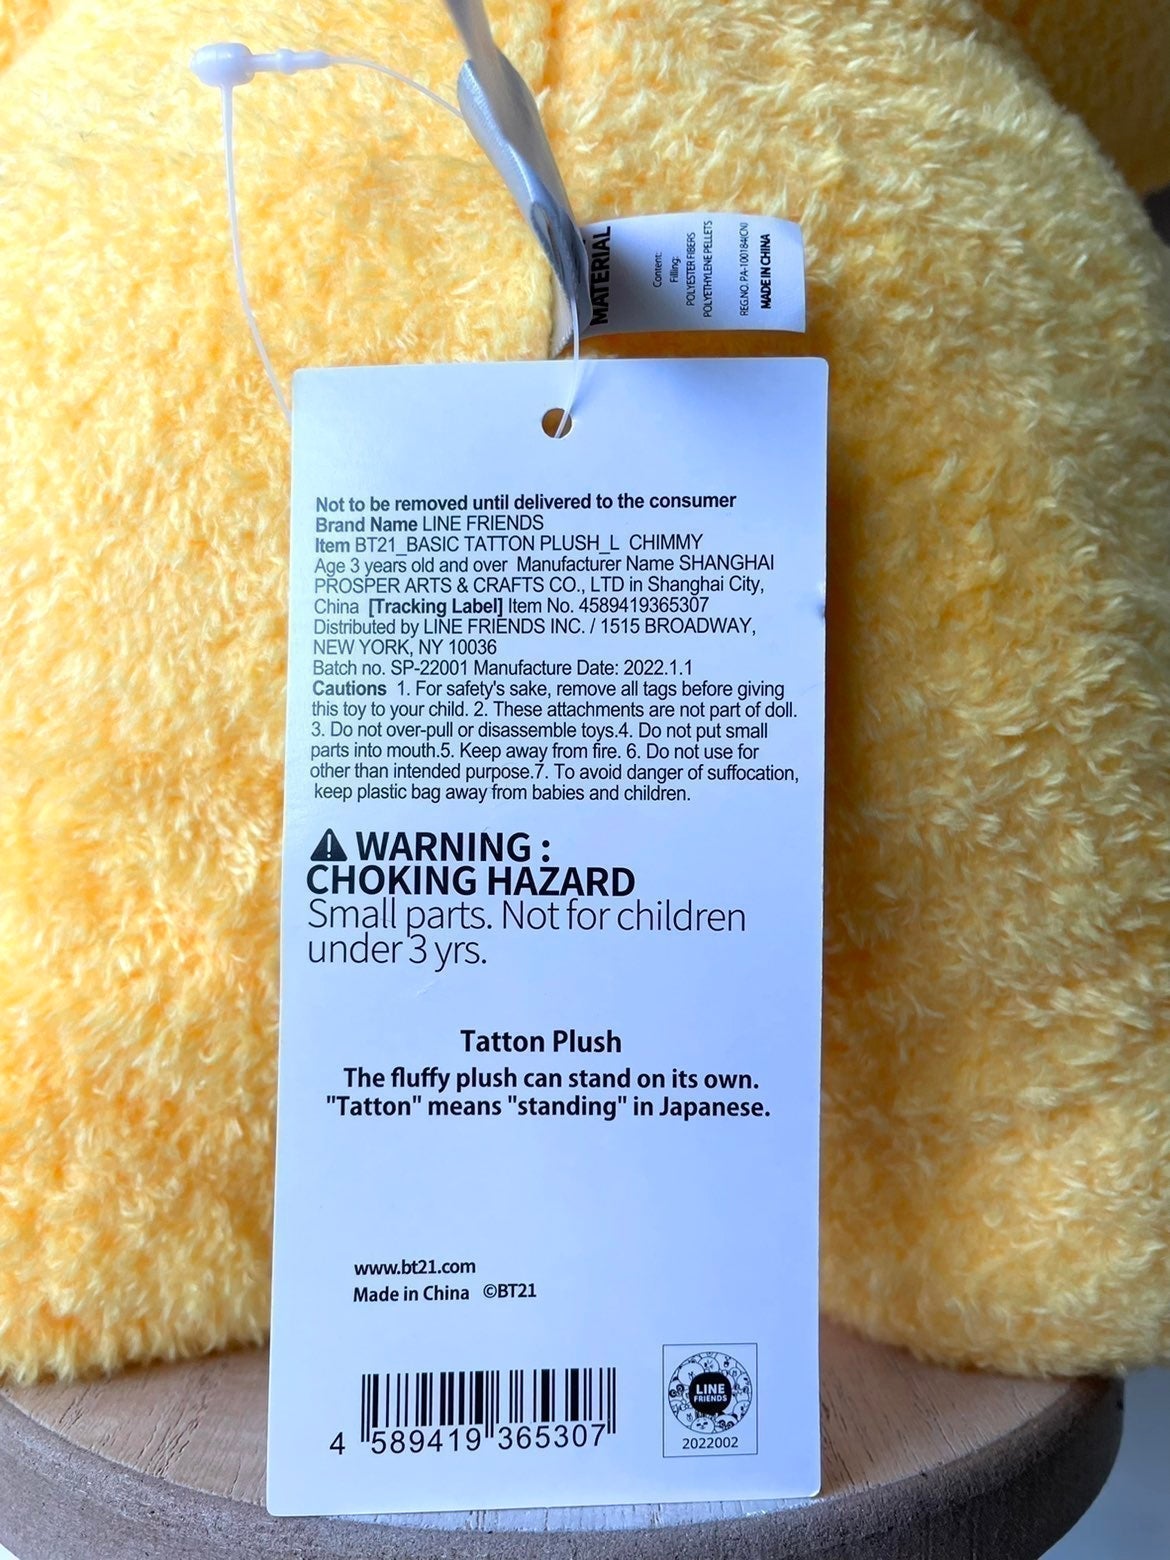 MATERIAL
Content:
Filling:
POLYESTER FIBERS
POLYETHYLENE PELLETS
REG.NO. PA-100184(CN)
MADE IN CHINA
Not to be removed until delivered to the consumer
Brand Name LINE FRIENDS
Item BT21_BASIC TATTON PLUSH_L CHIMMY
Age 3 years old and over Manufacturer Name SHANGHAI
PROSPER ARTS & CRAFTS CO., LTD in Shanghai City,
China [Tracking Label] Item No. 4589419365307
Distributed by LINE FRIENDS INC. / 1515 BROADWAY,
NEW YORK, NY 10036
Batch no. SP-22001 Manufacture Date: 2022.1.1
Cautions 1. For safety's sake, remove all tags before giving
this toy to your child. 2. These attachments are not part of doll.
3. Do not over-pull or disassemble toys.4. Do not put small
parts into mouth.5. Keep away from fire. 6. Do not use for
other than intended purpose.7. To avoid danger of suffocation,
keep plastic bag away from babies and children.
WARNING :
CHOKING HAZARD
Small parts. Not for children
under 3 yrs.
Tatton Plush
The fluffy plush can stand on its own.
"Tatton" means "standing" in Japanese.
www.bt21.com
Made in China ©BT21
4 589419 365307
LINE
FRIENDS
2022002